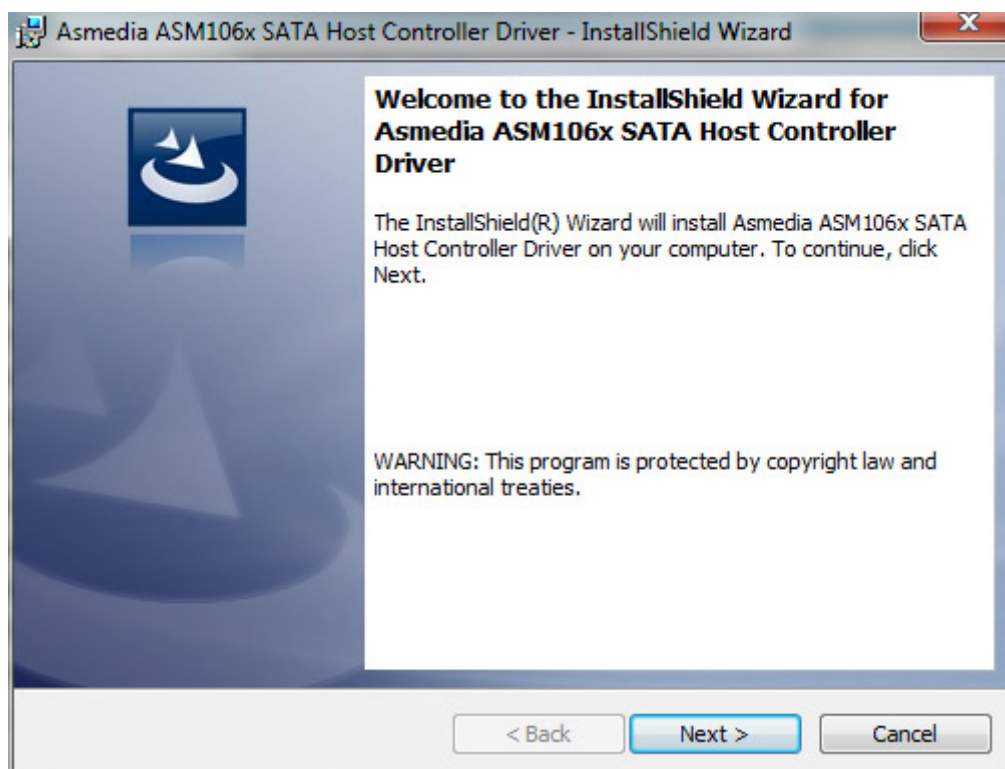 Asmedia ASM106x SATA Host Controller Driver - InstallShield Wizard
X
Welcome to the InstallShield Wizard for
Asmedia ASM106x SATA Host Controller
Driver
The InstallShield(R) Wizard will install Asmedia ASM106x SATA
Host Controller Driver on your computer. To continue, click
Next.
WARNING: This program is protected by copyright law and
international treaties.
< Back
Next >
Cancel